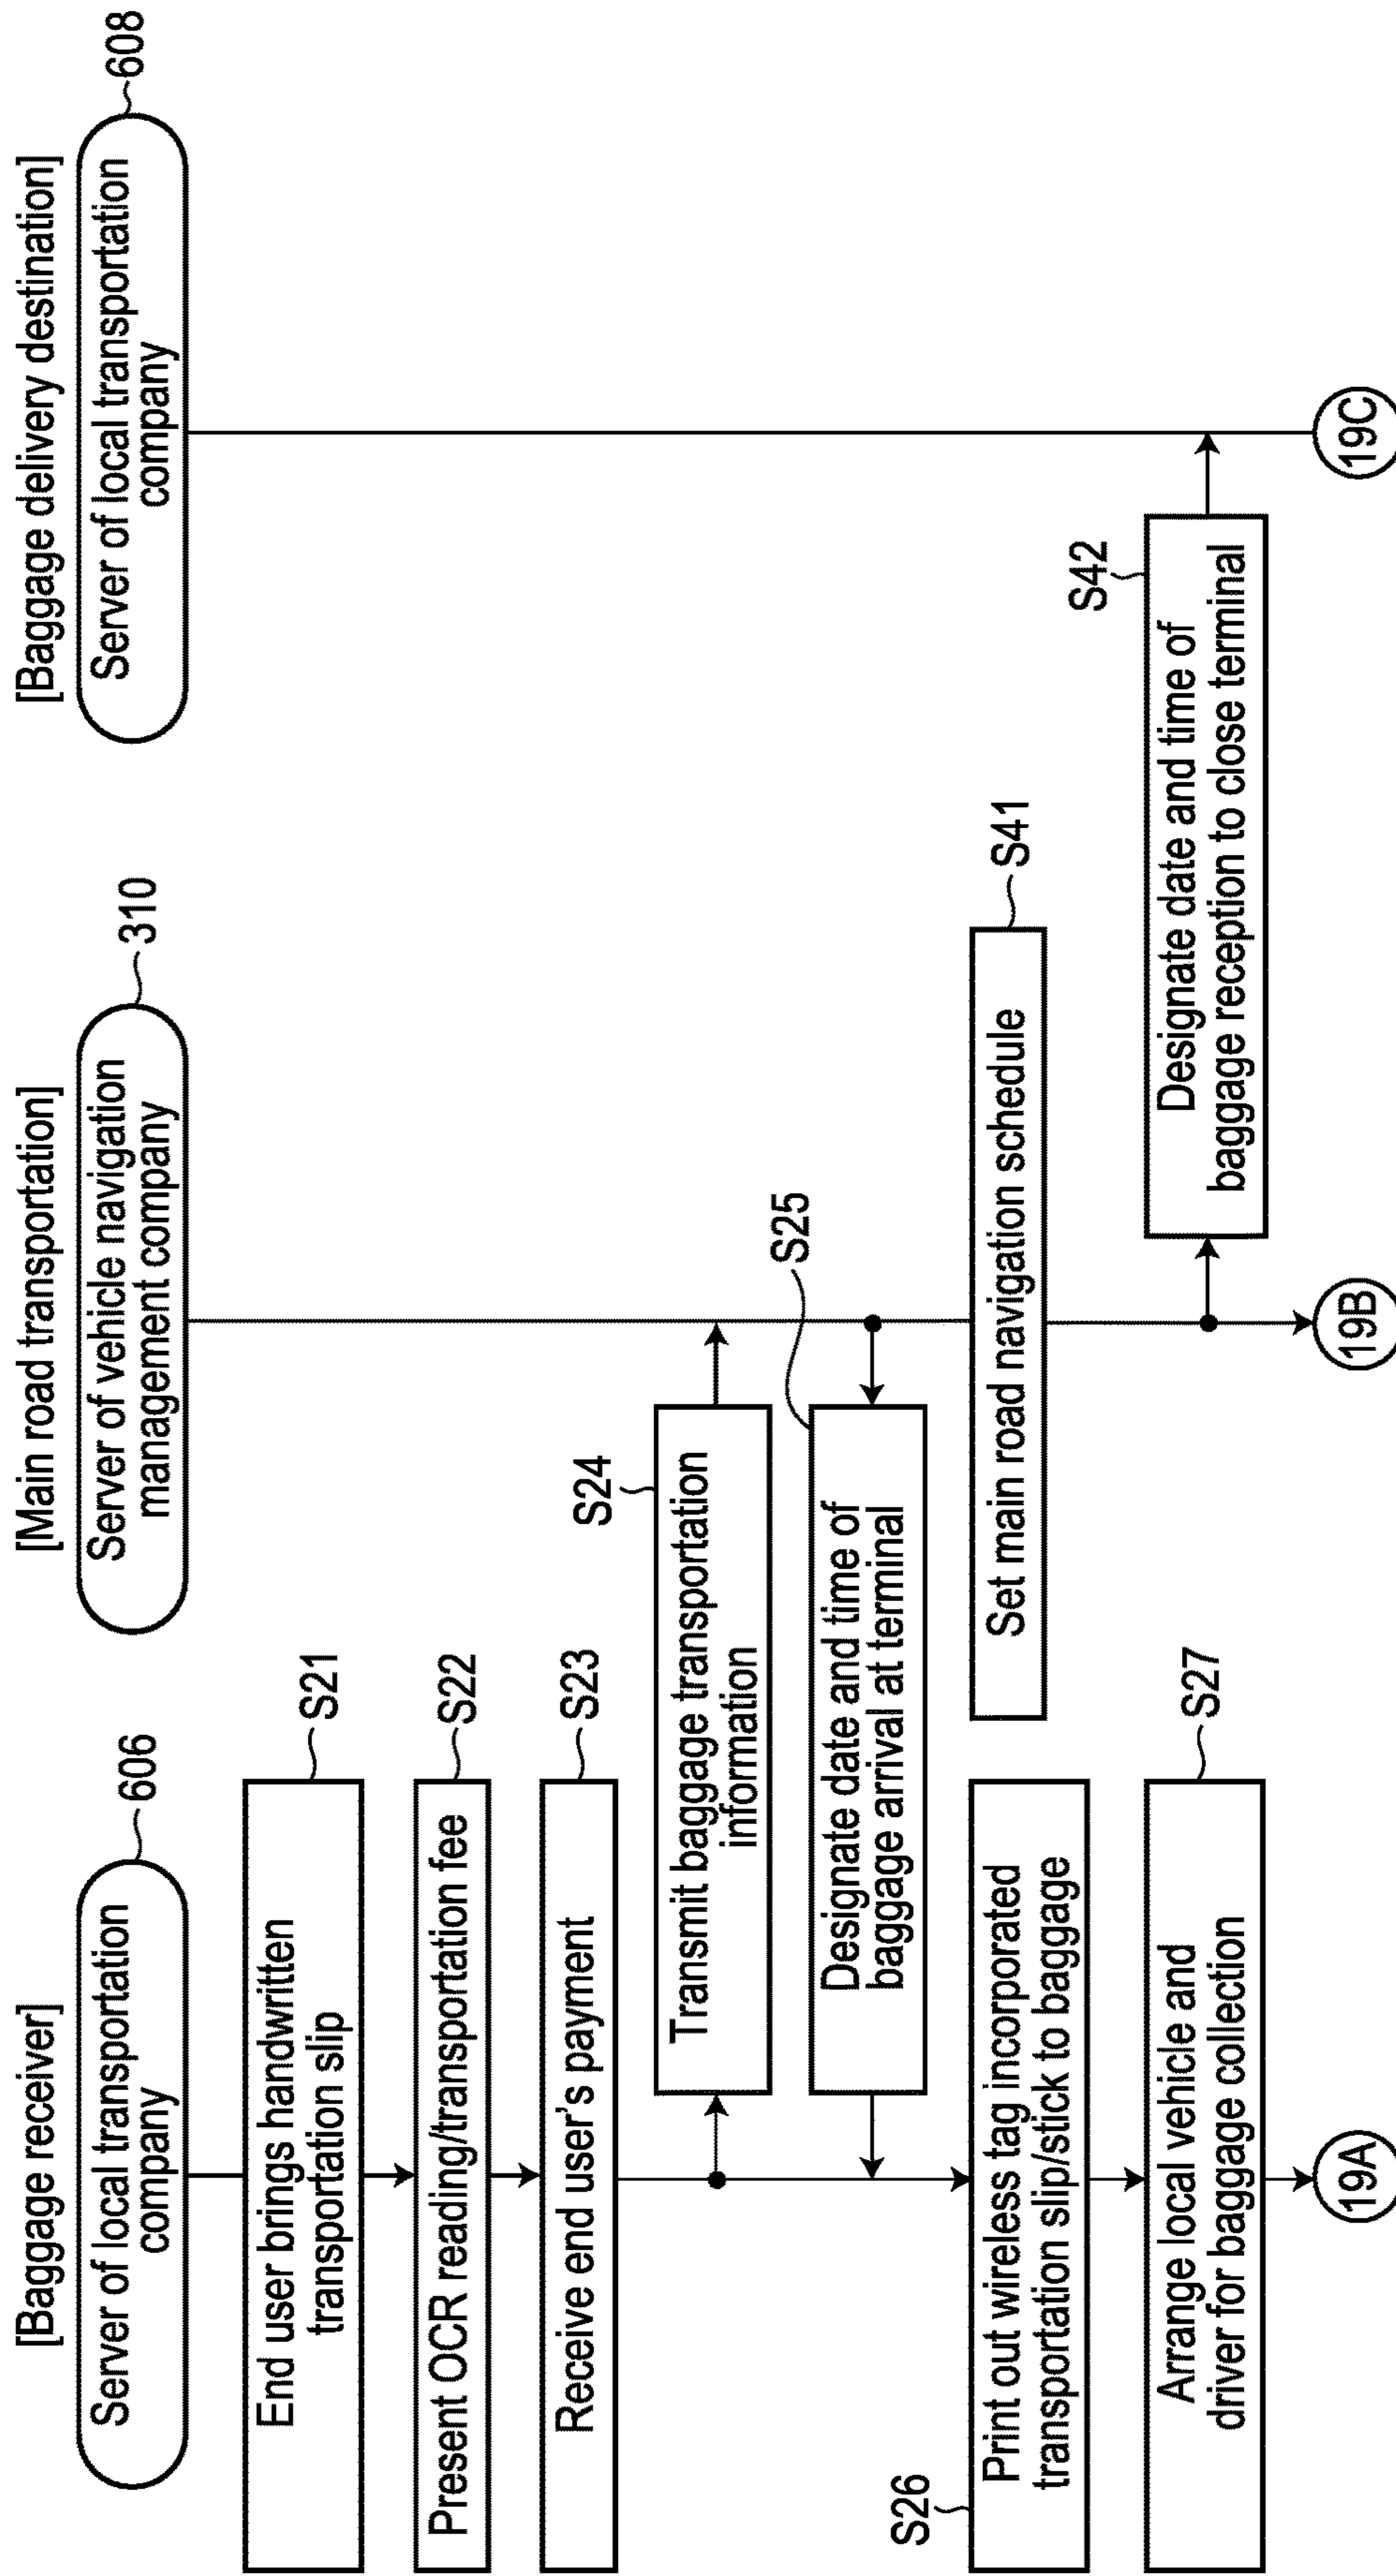 [Baggage receiver]
Server of local transportation
company
606
[Main road transportation]
Server of vehicle navigation
management company
310
[Baggage delivery destination]
Server of local transportation
company
608
End user brings handwritten
transportation slip
S21
Present OCR reading/transportation fee
S22
Receive end user's payment
S23
Transmit baggage transportation
information
S24
Designate date and time of
baggage arrival at terminal
S25
Print out wireless tag incorporated
transportation slip/stick to baggage
S26
Set main road navigation schedule
S41
Arrange local vehicle and
driver for baggage collection
S27
Designate date and time of
baggage reception to close terminal
S42
19A
19B
19C